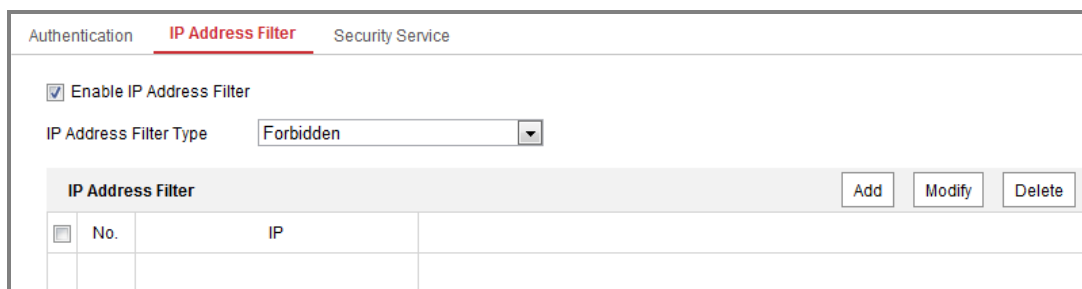 Authentication IP Address Filter Security Service
Enable IP Address Filter
IP Address Filter Type Forbidden
IP Address Filter Add Modify Delete
No. IP